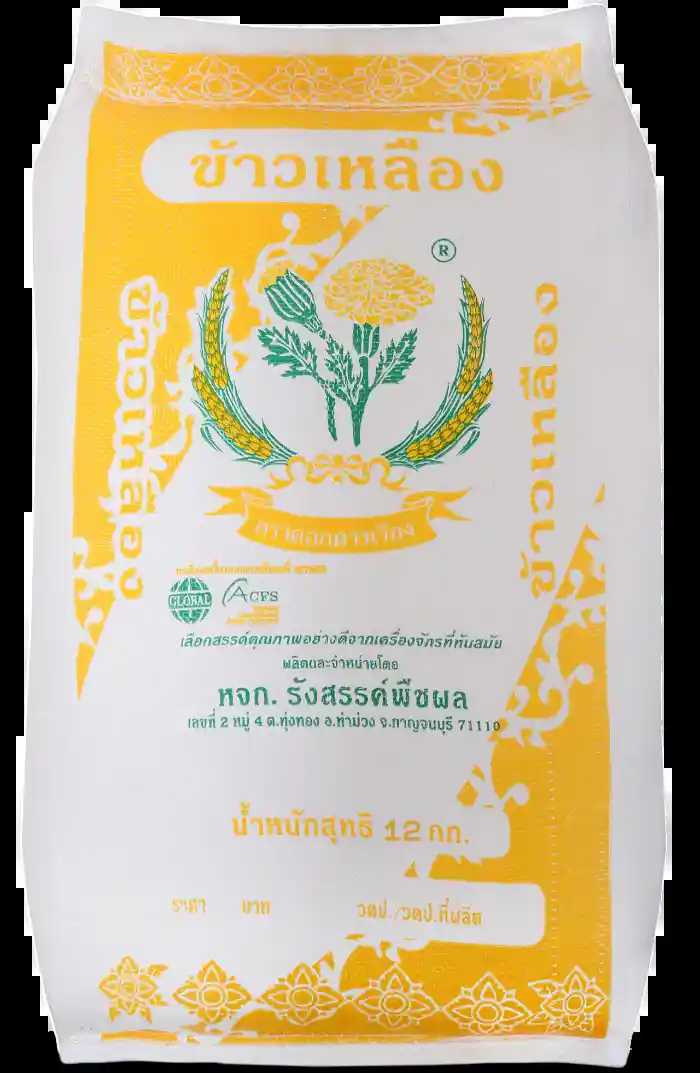 ข้าวเหลือง
®
ข้าวเหลือง
ข้าวเหลือง
ตราดอกดาวเรือง
GLOBAL
ACFS
เลือกสรรค์คุณภาพอย่างดีจากเครื่องจักรที่ทันสมัย
ผลิตและจำหน่ายโดย
หจก. รังสรรค์พืชผล
เลขที่ 2 หมู่ 4 ต.ทุ่งทอง อ.ท่าม่วง จ.กาญจนบุรี 71110
น้ำหนักสุทธิ 12 กก.
ราคา บาท
วดป./วดป.ที่ผลิต